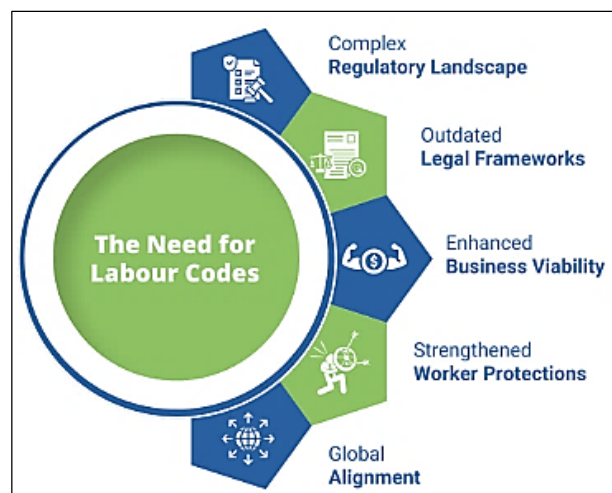 Complex
Regulatory Landscape
Outdated
Legal Frameworks
The Need for
Labour Codes
Enhanced
Business Viability
Strengthened
Worker Protections
Global
Alignment